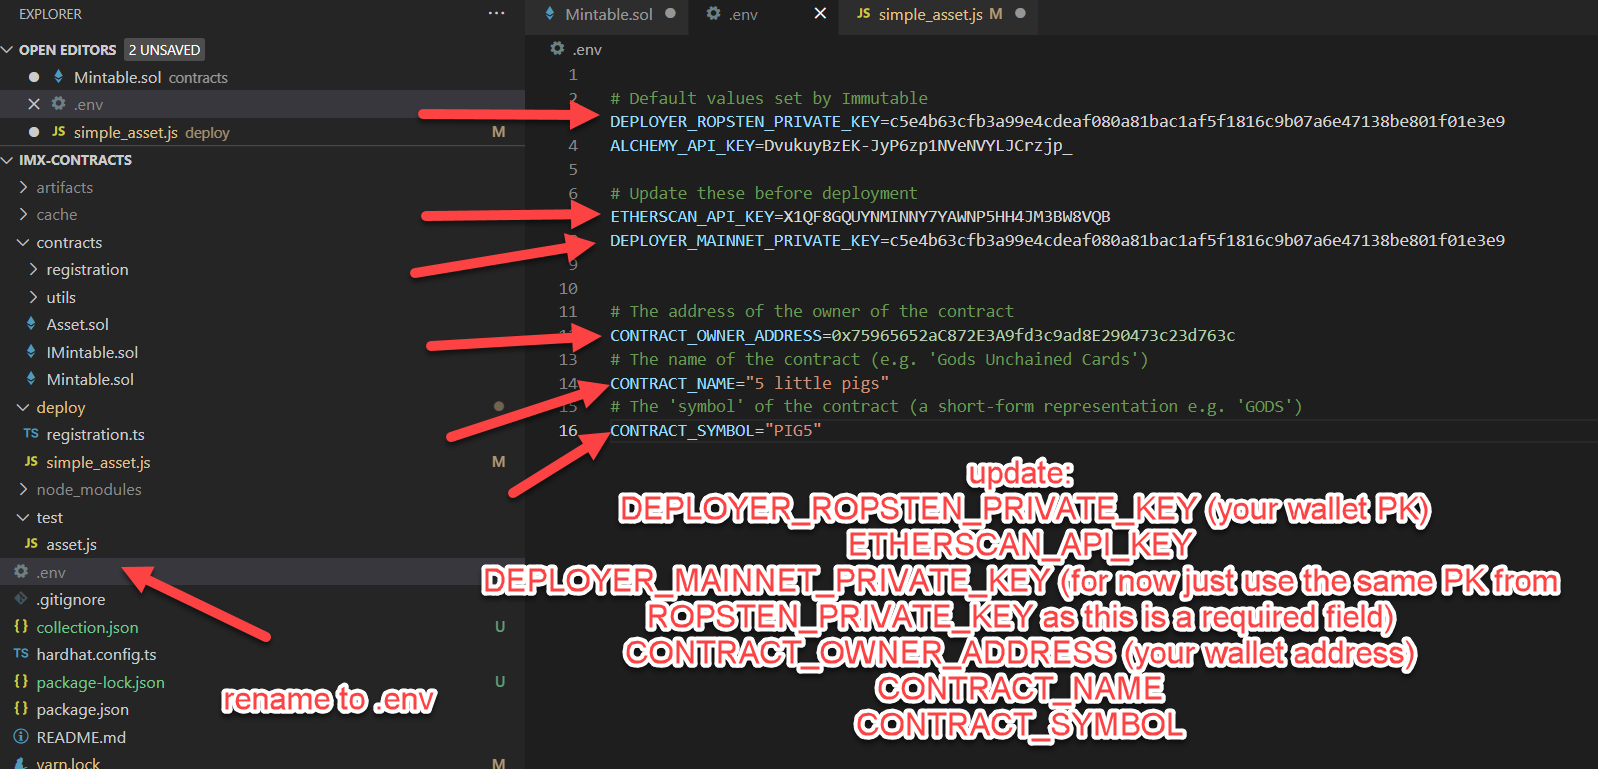 EXPLORER
···
OPEN EDITORS 2 UNSAVED
Mintable.sol contracts
.env
JS simple_asset.js deploy M
IMX-CONTRACTS
artifacts
cache
contracts
registration
utils
Asset.sol
IMintable.sol
Mintable.sol
deploy
TS registration.ts
JS simple_asset.js M
node_modules
test
JS asset.js
.env
.gitignore
{} collection.json U
TS hardhat.config.ts
{} package-lock.json U
{} package.json
README.md
yarn.lock M
rename to .env
Mintable.sol
.env
JS simple_asset.js M
.env
1
2 # Default values set by Immutable
DEPLOYER_ROPSTEN_PRIVATE_KEY=c5e4b63cfb3a99e4cdeaf080a81bac1af5f1816c9b07a6e47138be801f01e3e9
4 ALCHEMY_API_KEY=DvukuyBzEK-JyP6zp1NVeNVYLJCrzjp_
5
6 # Update these before deployment
ETHERSCAN_API_KEY=X1QF8GQUYNMINNY7YAWNP5HH4JM3BW8VQB
DEPLOYER_MAINNET_PRIVATE_KEY=c5e4b63cfb3a99e4cdeaf080a81bac1af5f1816c9b07a6e47138be801f01e3e9
9
10
11 # The address of the owner of the contract
CONTRACT_OWNER_ADDRESS=0x75965652aC872E3A9fd3c9ad8E290473c23d763c
13 # The name of the contract (e.g. 'Gods Unchained Cards')
14 CONTRACT_NAME="5 little pigs"
15 # The 'symbol' of the contract (a short-form representation e.g. 'GODS')
16 CONTRACT_SYMBOL="PIG5"
update:
DEPLOYER_ROPSTEN_PRIVATE_KEY (your wallet PK)
ETHERSCAN_API_KEY
DEPLOYER_MAINNET_PRIVATE_KEY (for now just use the same PK from
ROPSTEN_PRIVATE_KEY as this is a required field)
CONTRACT_OWNER_ADDRESS (your wallet address)
CONTRACT_NAME
CONTRACT_SYMBOL